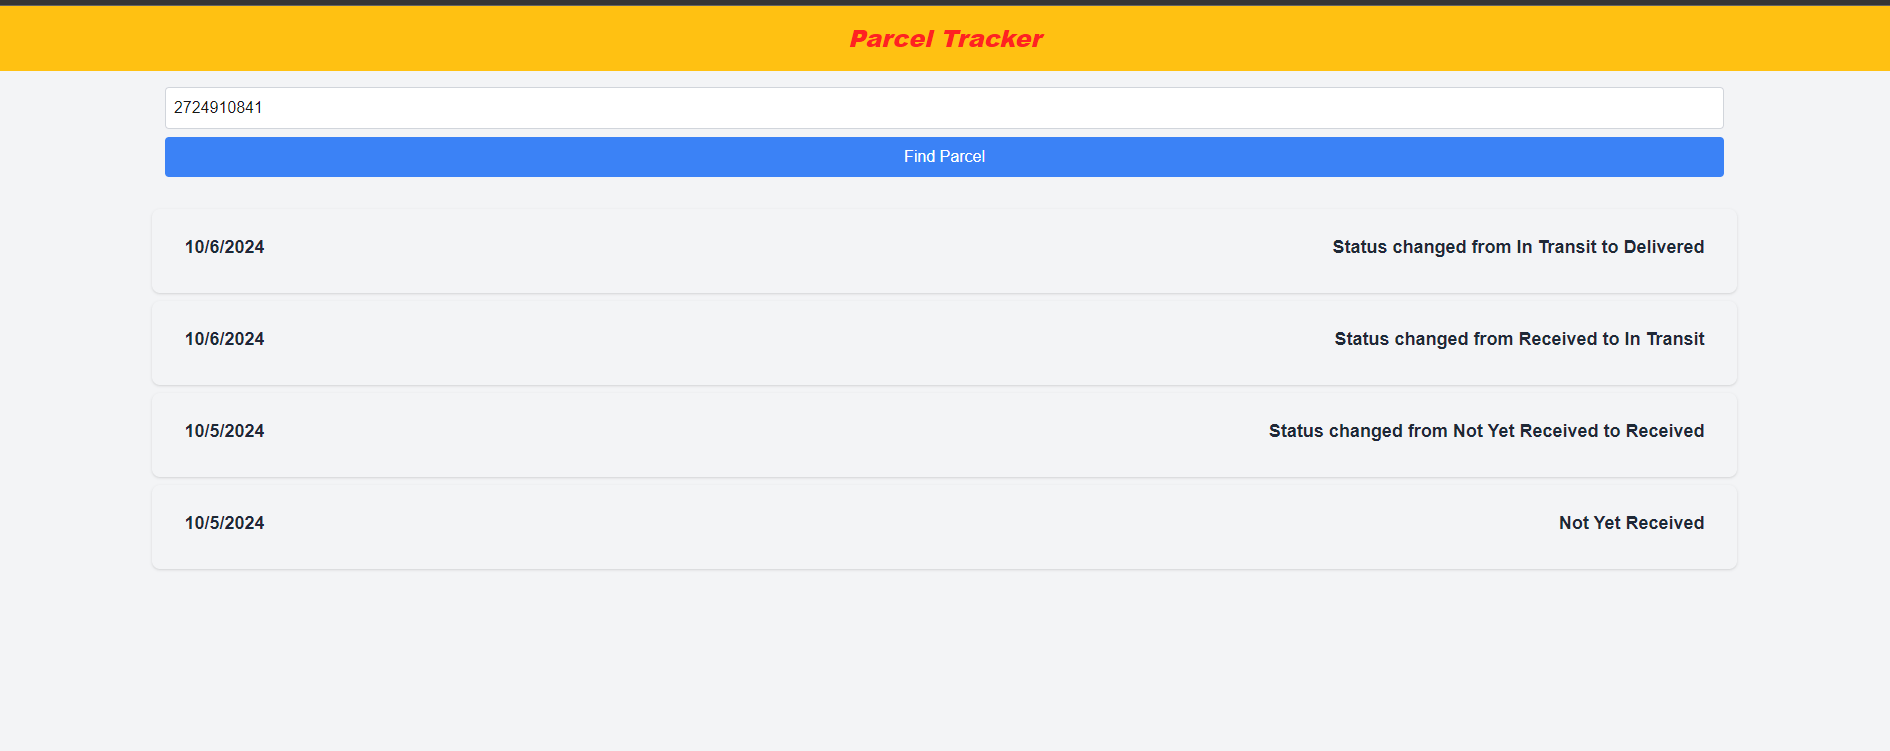 Parcel Tracker
2724910841
Find Parcel
10/6/2024 Status changed from In Transit to Delivered
10/6/2024 Status changed from Received to In Transit
10/5/2024 Status changed from Not Yet Received to Received
10/5/2024 Not Yet Received